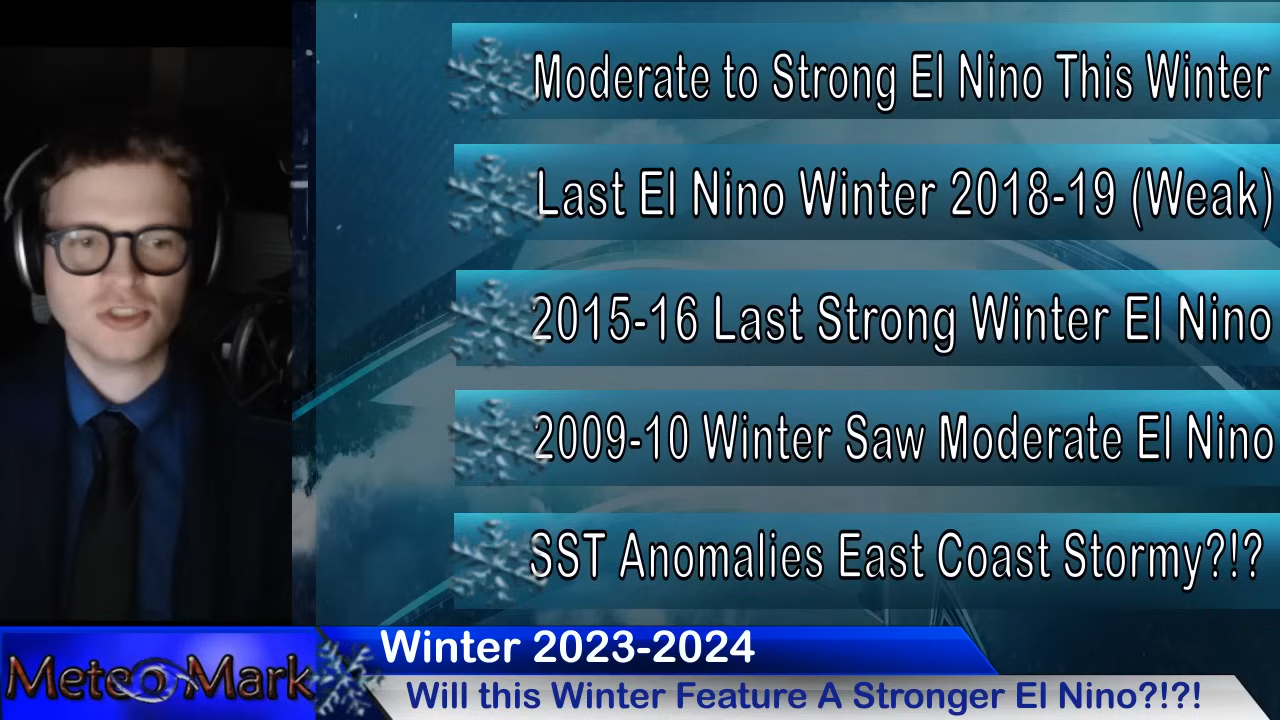 Moderate to Strong El Nino This Winter
Last El Nino Winter 2018-19 (Weak)
2015-16 Last Strong Winter El Nino
2009-10 Winter Saw Moderate El Nino
SST Anomalies East Coast Stormy?!?
Winter 2023-2024
Meteo Mark
Will this Winter Feature A Stronger El Nino?!?!